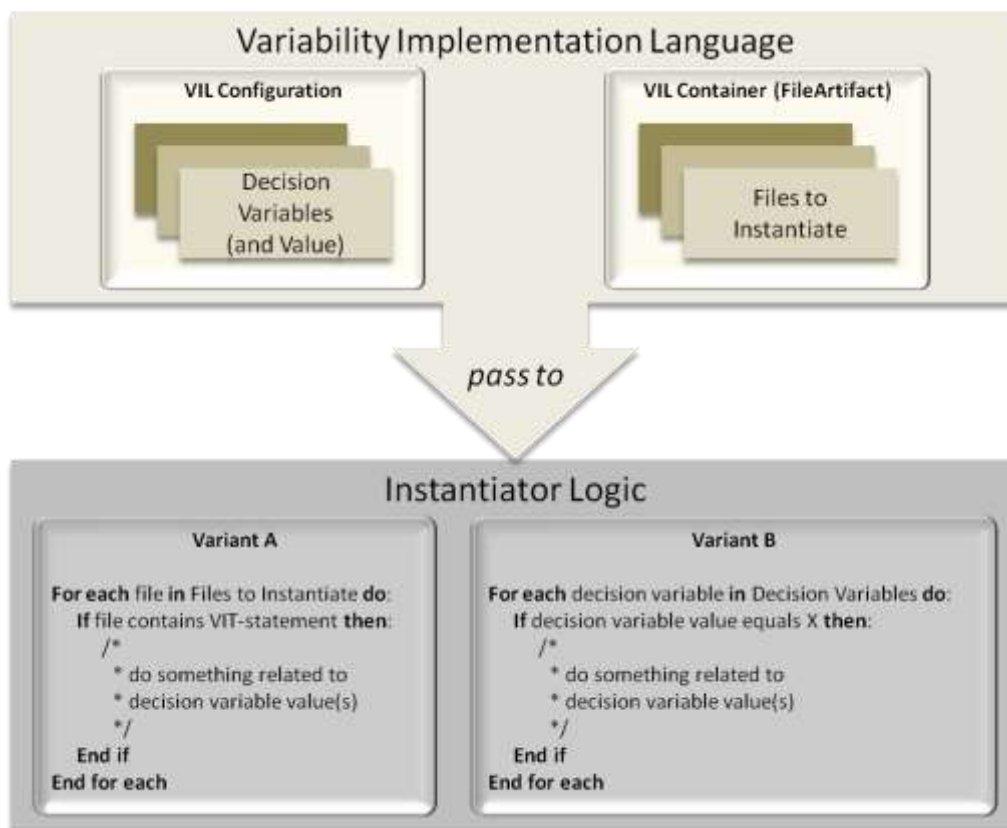 Variability Implementation Language
VIL Configuration
Decision
Variables
(and Value)
VIL Container (FileArtifact)
Files to
Instantiate
pass to
Instantiator Logic
Variant A
For each file in Files to Instantiate do:
If file contains VIT-statement then:
/*
* do something related to
* decision variable value(s)
*/
End if
End for each
Variant B
For each decision variable in Decision Variables do:
If decision variable value equals X then:
/*
* do something related to
* decision variable value(s)
*/
End if
End for each